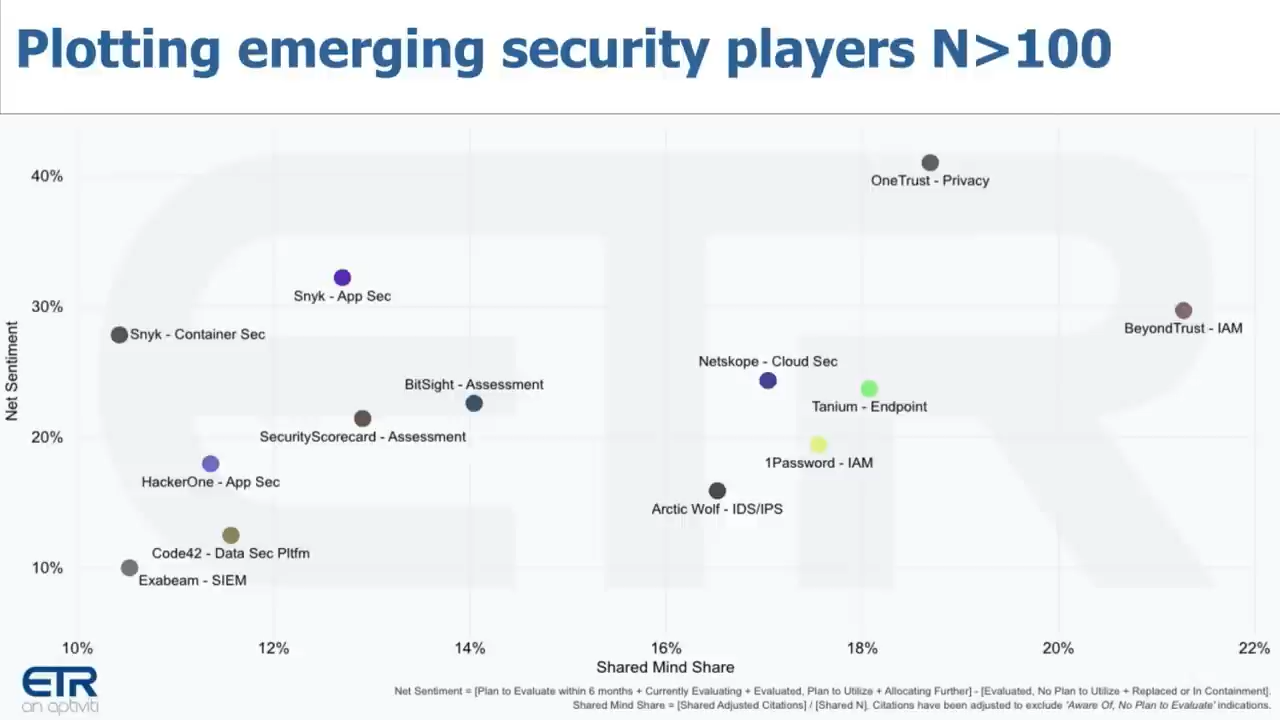 Plotting emerging security players N>100
40%
OneTrust - Privacy
Snyk - App Sec
30%
BeyondTrust - IAM
Snyk - Container Sec
Netskope - Cloud Sec
BitSight - Assessment
Tanium - Endpoint
Net Sentiment
20%
SecurityScorecard - Assessment
1Password - IAM
HackerOne - App Sec
Arctic Wolf - IDS/IPS
Code42 - Data Sec Pltfm
10%
Exabeam - SIEM
10% 12% 14% 16% 18% 20% 22%
Shared Mind Share
ETR
an aptiviti
Net Sentiment = [Plan to Evaluate within 6 months + Currently Evaluating + Evaluated, Plan to Utilize + Allocating Further] - [Evaluated, No Plan to Utilize + Replaced or In Containment].
Shared Mind Share = [Shared Adjusted Citations] / [Shared N]. Citations have been adjusted to exclude 'Aware Of, No Plan to Evaluate' indications.
ETR